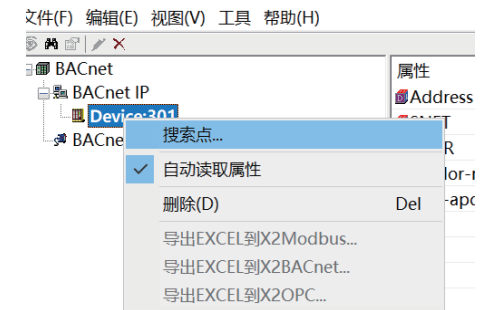 文件(F) 编辑(E) 视图(V) 工具 帮助(H)
BACnet
属性
BACnet IP
Address
Device:301
BACne
搜索点...
自动读取属性
删除(D) Del
导出EXCEL到X2Modbus...
导出EXCEL到X2BACnet...
导出EXCEL到X2OPC...